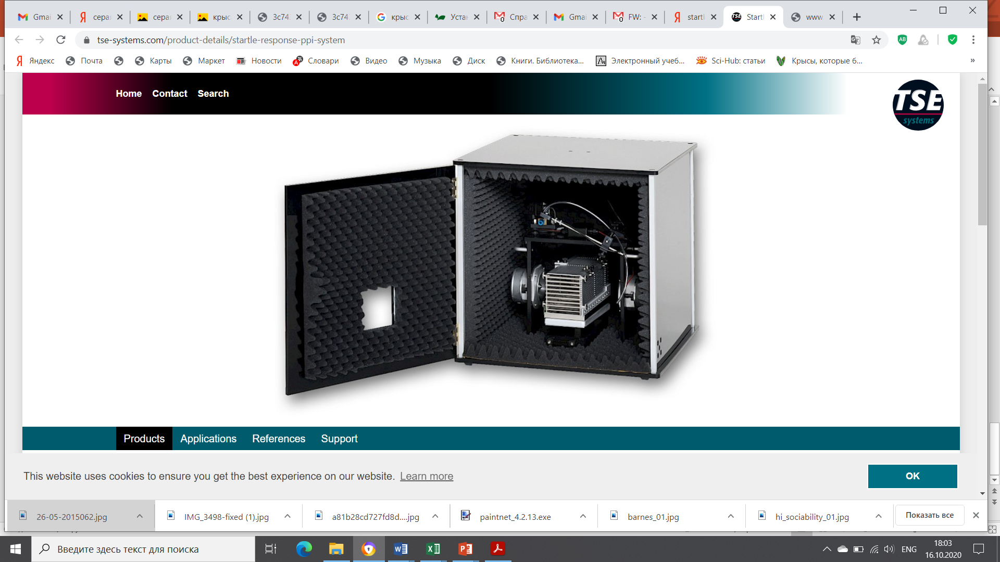 Gmai
сера
сера
крыс
3c74
3c74
крыс
Уста
Спра
Gmai
FW: -
startl
Startl
www.
tse-systems.com/product-details/startle-response-ppi-system
Яндекс
Почта
Карты
Маркет
Новости
Словари
Видео
Музыка
Диск
Книги. Библиотека...
Электронный учеб...
Sci-Hub: статьи
Крысы, которые б...
»
Home
Contact
Search
TSE
systems
Products
Applications
References
Support
This website uses cookies to ensure you get the best experience on our website. Learn more
OK
26-05-2015062.jpg
IMG_3498-fixed (1).jpg
a81b28cd727fd8d....jpg
paintnet_4.2.13.exe
barnes_01.jpg
hi_sociability_01.jpg
Показать все
Введите здесь текст для поиска
ENG
18:03
16.10.2020